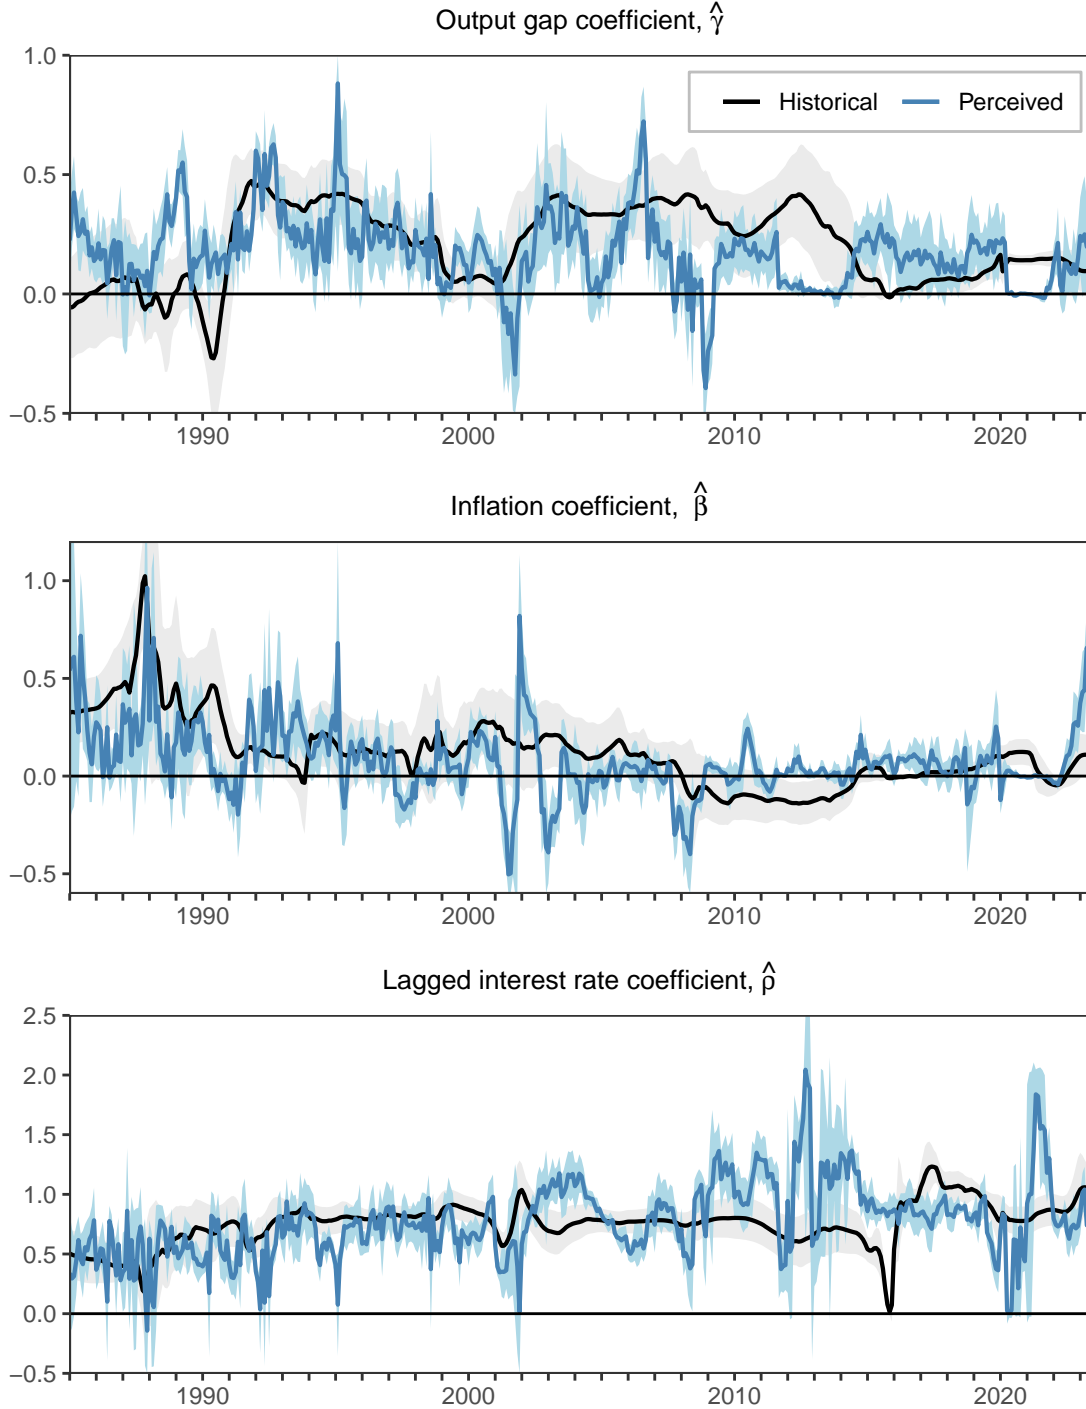 Output gap coefficient, γ̂
1.0
Historical Perceived
0.5
0.0
−0.5
1990 2000 2010 2020
Inflation coefficient, β̂
1.0
0.5
0.0
−0.5
1990 2000 2010 2020
Lagged interest rate coefficient, ρ̂
2.5
2.0
1.5
1.0
0.5
0.0
−0.5
1990 2000 2010 2020